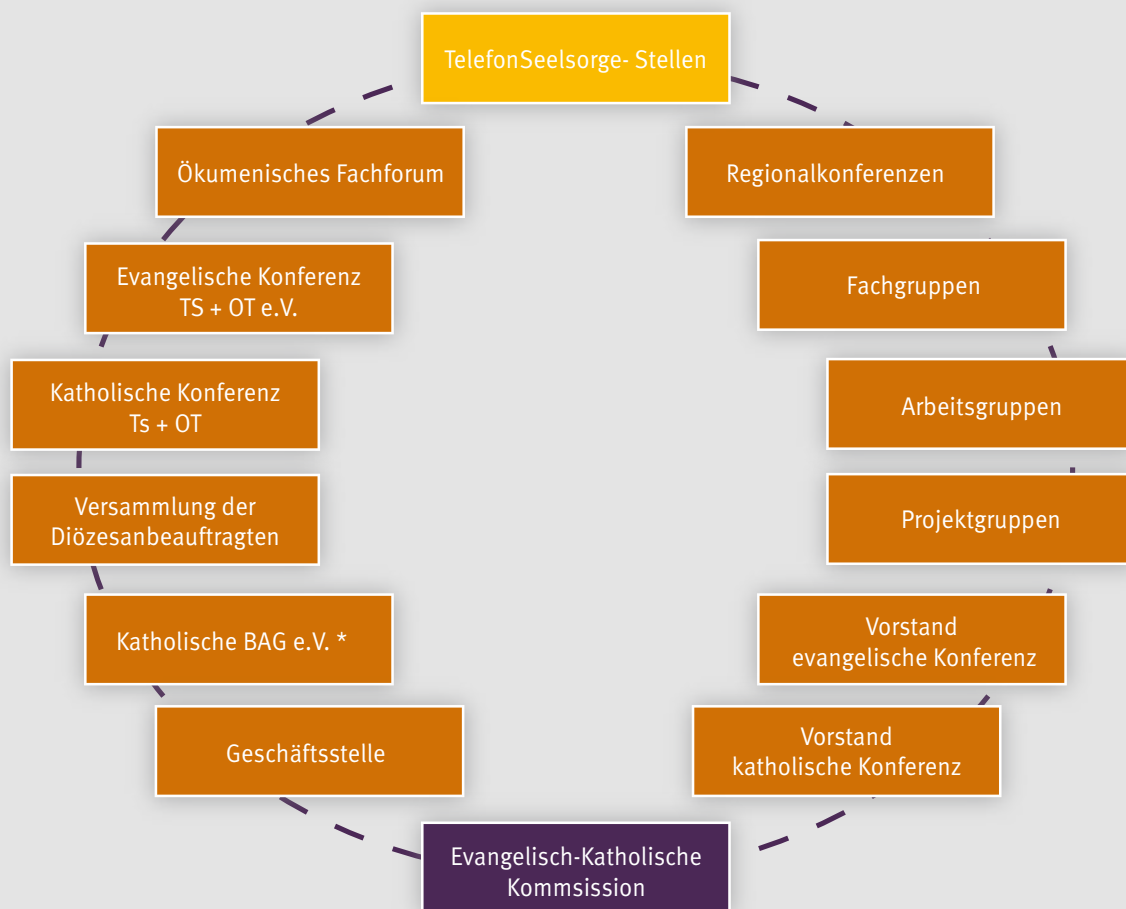 TelefonSeelsorge- Stellen
Ökumenisches Fachforum
Regionalkonferenzen
Evangelische Konferenz
TS + OT e.V.
Fachgruppen
Katholische Konferenz
Ts + OT
Arbeitsgruppen
Versammlung der
Diözesanbeauftragten
Projektgruppen
Katholische BAG e.V. *
Vorstand
evangelische Konferenz
Geschäftsstelle
Vorstand
katholische Konferenz
Evangelisch-Katholische
Kommsission